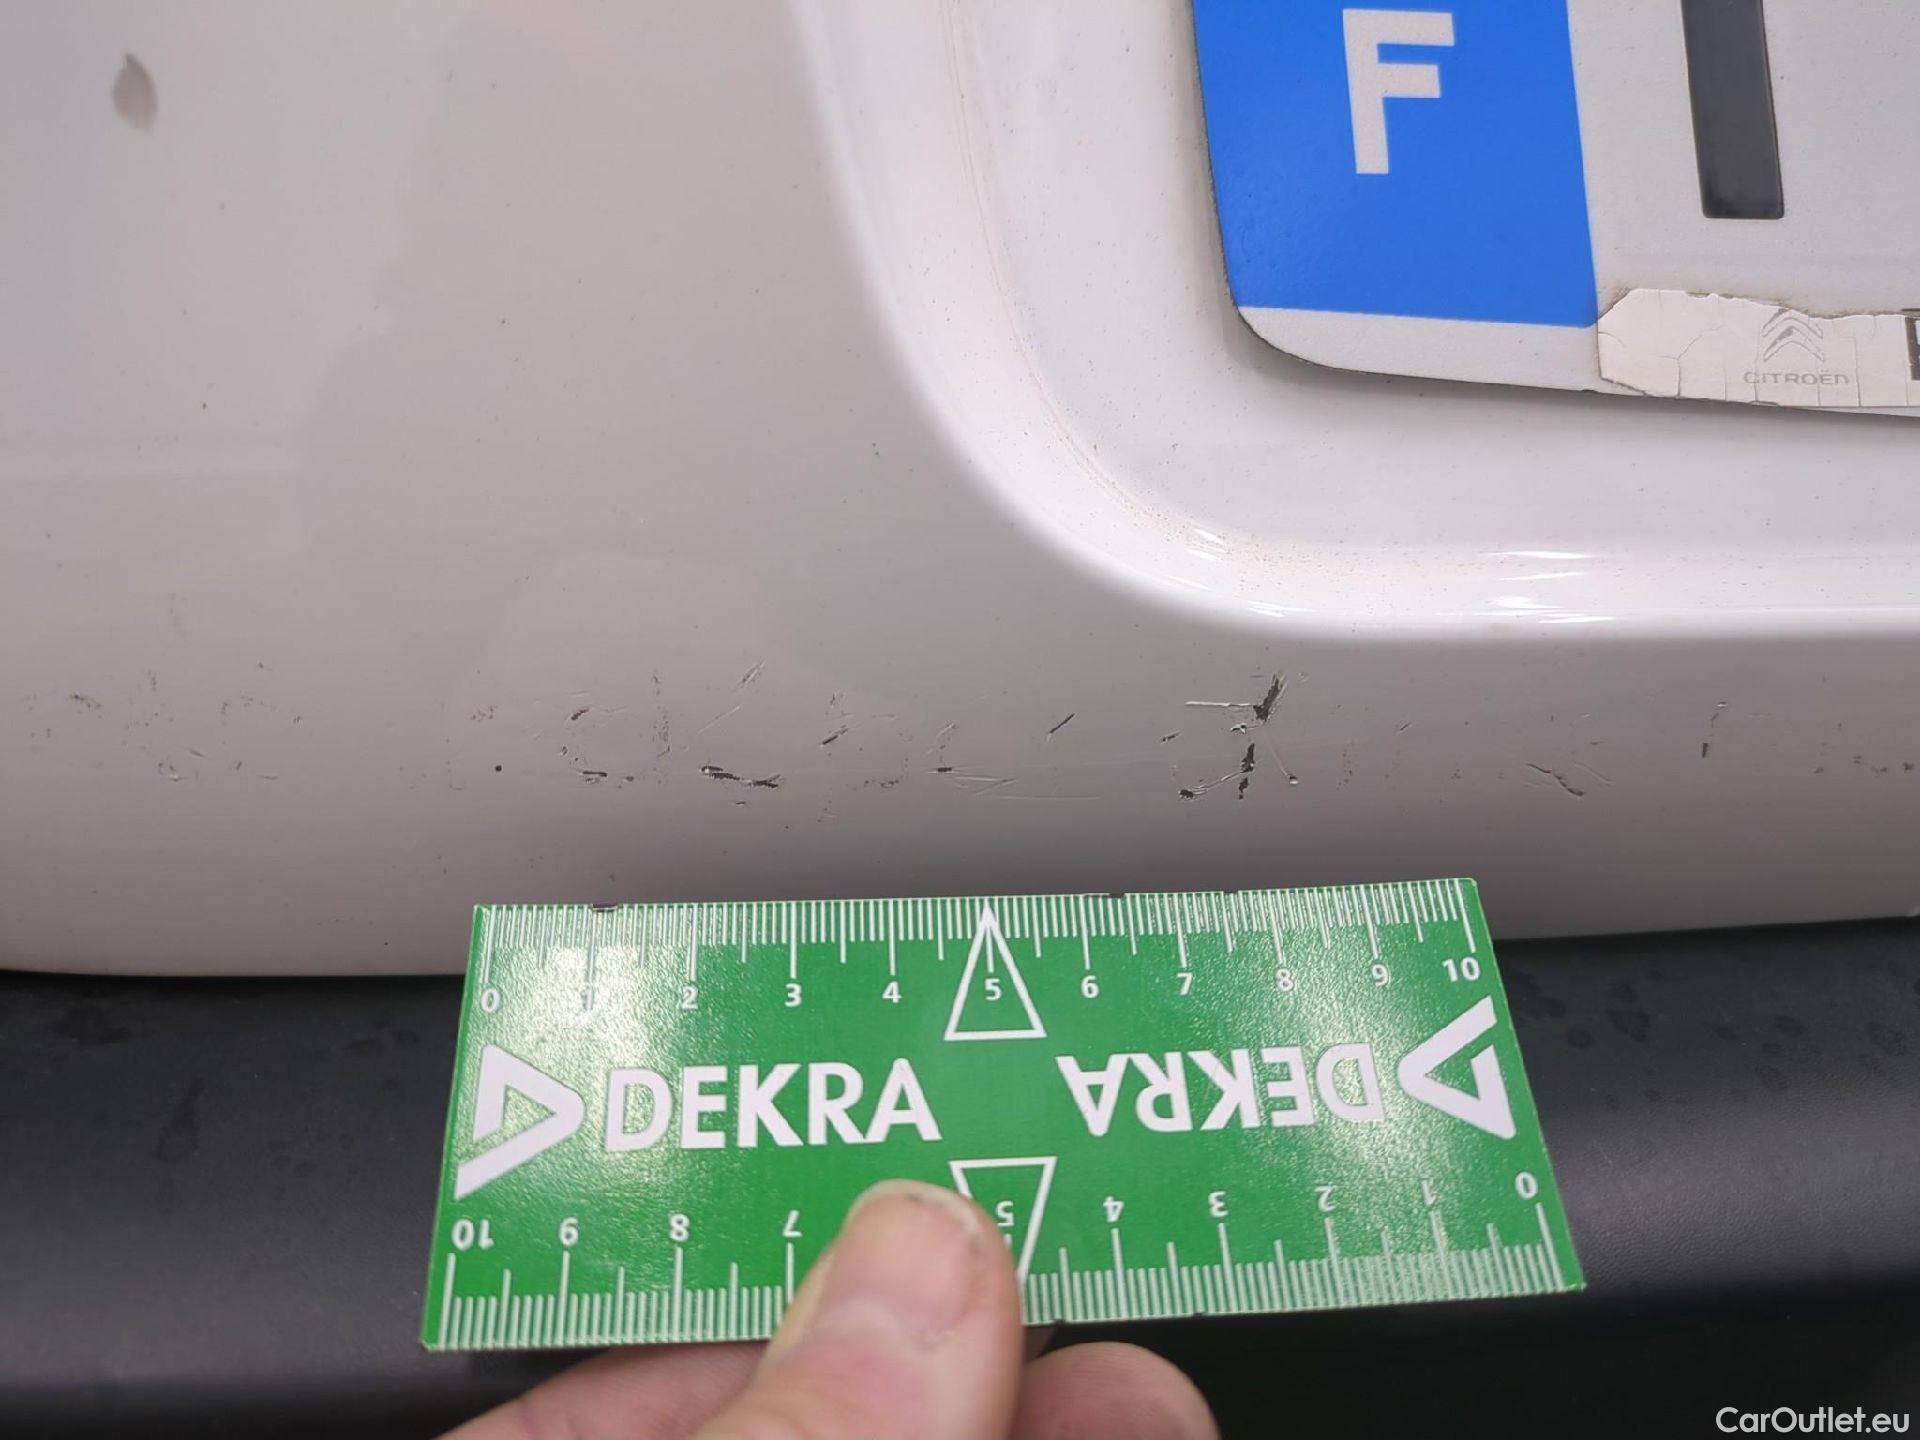 F
CITROËN
0 1 2 3 4 5 6 7 8 9 10
DEKRA DEKRA
10 9 8 7 5 4 3 2 1 0
CarOutlet.eu